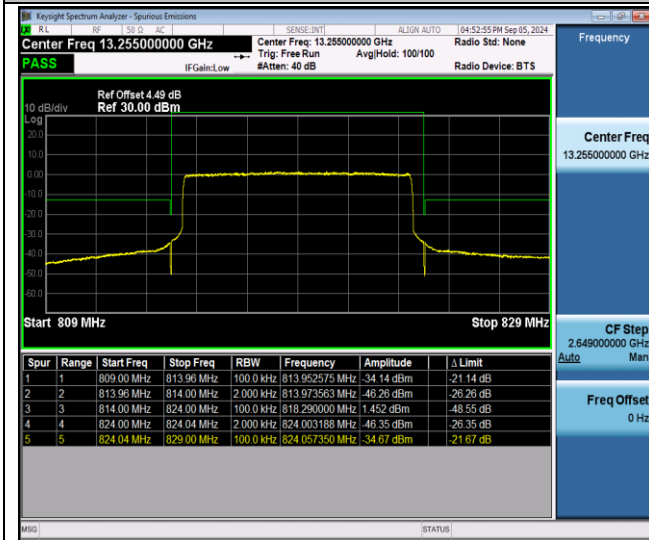 Keysight Spectrum Analyzer - Spurious Emissions
RL RF 50 Ω AC SENSE:INT ALIGN AUTO 04:52:55 PM Sep 05, 2024
Center Freq 13.255000000 GHz
Center Freq: 13.255000000 GHz Radio Std: None
Trig: Free Run Avg|Hold: 100/100
PASS IFGain:Low #Atten: 40 dB Radio Device: BTS
Ref Offset 4.49 dB
10 dB/div Ref 30.00 dBm
Log
20.0
10.0
0.00
-10.0
-20.0
-30.0
-40.0
-50.0
-60.0
Start 809 MHz Stop 829 MHz
Spur Range Start Freq Stop Freq RBW Frequency Amplitude Δ Limit
1 1 809.00 MHz 813.96 MHz 100.0 kHz 813.952575 MHz -34.14 dBm -21.14 dB
2 2 813.96 MHz 814.00 MHz 2.000 kHz 813.973563 MHz -46.26 dBm -26.26 dB
3 3 814.00 MHz 824.00 MHz 100.0 kHz 818.290000 MHz 1.452 dBm -48.55 dB
4 4 824.00 MHz 824.04 MHz 2.000 kHz 824.003188 MHz -46.35 dBm -26.35 dB
5 5 824.04 MHz 829.00 MHz 100.0 kHz 824.057350 MHz -34.67 dBm -21.67 dB
MSG STATUS
Frequency
Center Freq
13.255000000 GHz
CF Step
2.649000000 GHz
Auto Man
Freq Offset
0 Hz